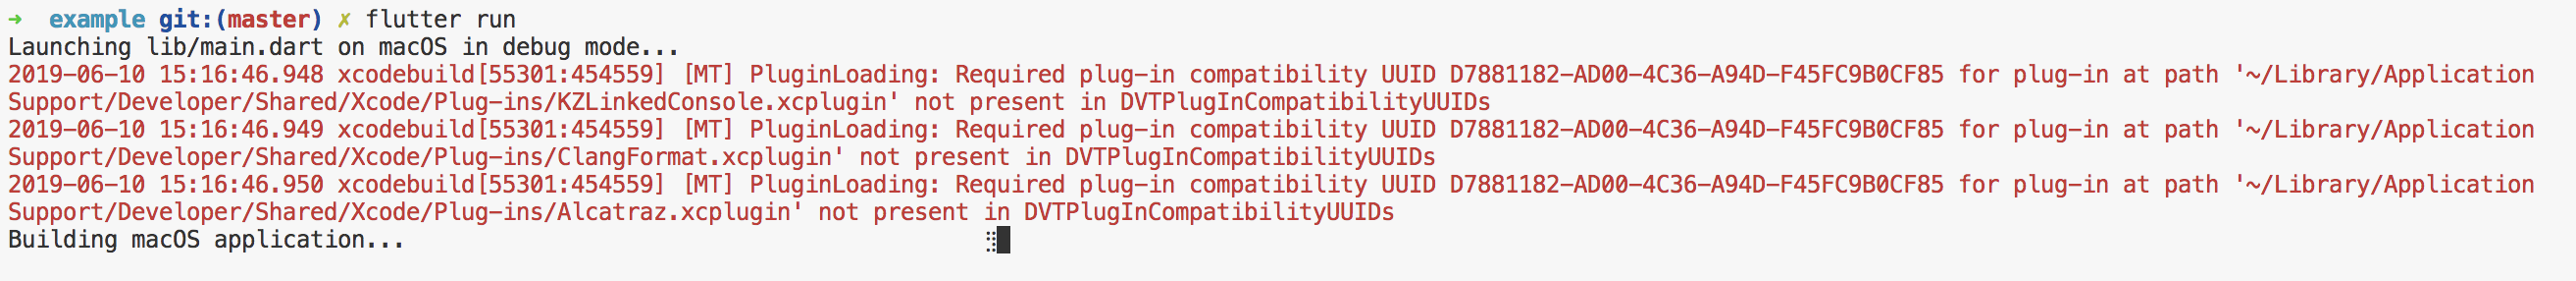 ➜  example git:(master) ✗ flutter run
Launching lib/main.dart on macOS in debug mode...
2019-06-10 15:16:46.948 xcodebuild[55301:454559] [MT] PluginLoading: Required plug-in compatibility UUID D7881182-AD00-4C36-A94D-F45FC9B0CF85 for plug-in at path '~/Library/Application
Support/Developer/Shared/Xcode/Plug-ins/KZLinkedConsole.xcplugin' not present in DVTPlugInCompatibilityUUIDs
2019-06-10 15:16:46.949 xcodebuild[55301:454559] [MT] PluginLoading: Required plug-in compatibility UUID D7881182-AD00-4C36-A94D-F45FC9B0CF85 for plug-in at path '~/Library/Application
Support/Developer/Shared/Xcode/Plug-ins/ClangFormat.xcplugin' not present in DVTPlugInCompatibilityUUIDs
2019-06-10 15:16:46.950 xcodebuild[55301:454559] [MT] PluginLoading: Required plug-in compatibility UUID D7881182-AD00-4C36-A94D-F45FC9B0CF85 for plug-in at path '~/Library/Application
Support/Developer/Shared/Xcode/Plug-ins/Alcatraz.xcplugin' not present in DVTPlugInCompatibilityUUIDs
Building macOS application...